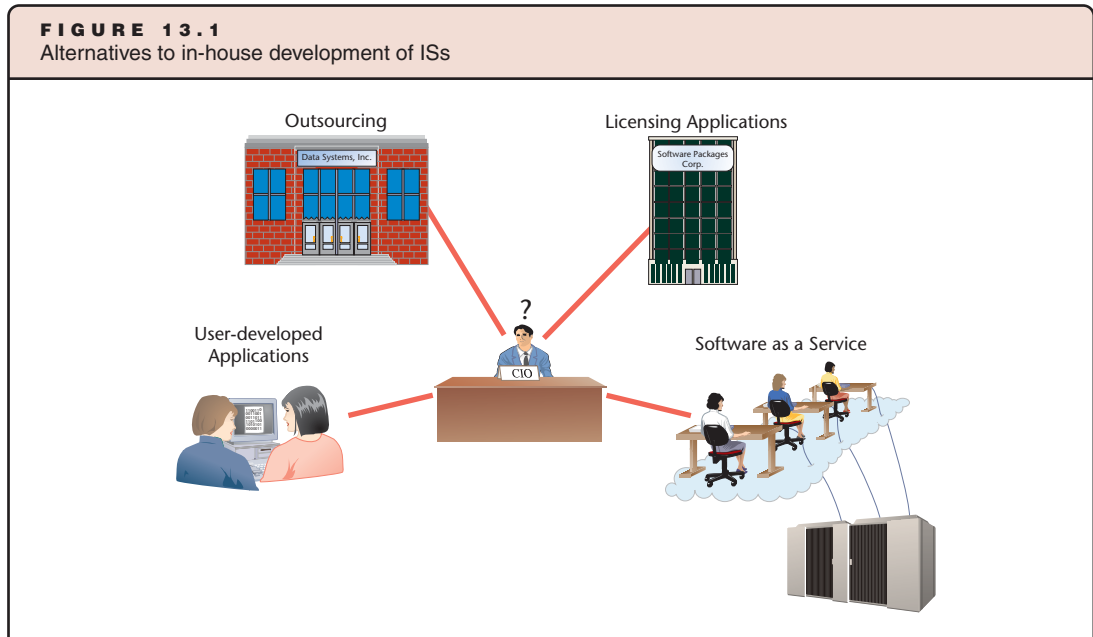 FIGURE 13.1
Alternatives to in-house development of ISs
Outsourcing
Data Systems, Inc.
Licensing Applications
Software Packages
Corp.
?
CIO
User-developed
Applications
Software as a Service